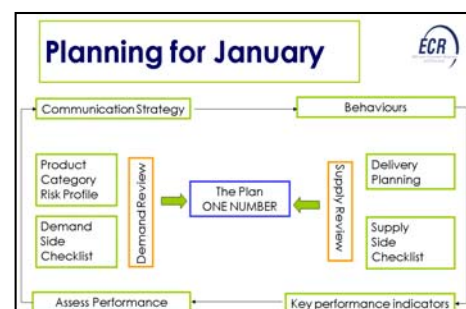 Planning for January
ECR
Communication Strategy
Behaviours
Product
Category
Risk Profile
Demand Review
The Plan
ONE NUMBER
Supply Review
Delivery
Planning
Demand
Side
Checklist
Supply
Side
Checklist
Assess Performance
Key performance indicators